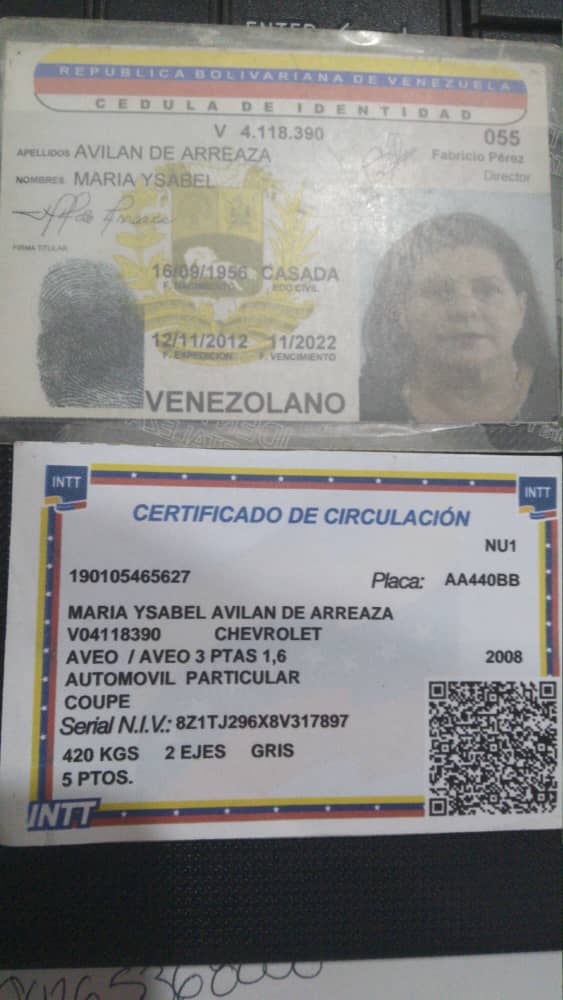 ENTER
REPUBLICA BOLIVARIANA DE VENEZUELA
CEDULA DE IDENTIDAD
V 4.118.390
055
APELLIDOS AVILAN DE ARREAZA
Fabricio Pérez
NOMBRES MARIA YSABEL
Director
FIRMA TITULAR
16/09/1956 CASADA
F. NACIMIENTO EDO CIVIL
12/11/2012 11/2022
F. EXPEDICION F. VENCIMIENTO
VENEZOLANO
INTT
INTT
CERTIFICADO DE CIRCULACIÓN
NU1
190105465627 Placa: AA440BB
MARIA YSABEL AVILAN DE ARREAZA
V04118390 CHEVROLET
AVEO / AVEO 3 PTAS 1,6 2008
AUTOMOVIL PARTICULAR
COUPE
Serial N.I.V.: 8Z1TJ296X8V317897
420 KGS 2 EJES GRIS
5 PTOS.
INTT